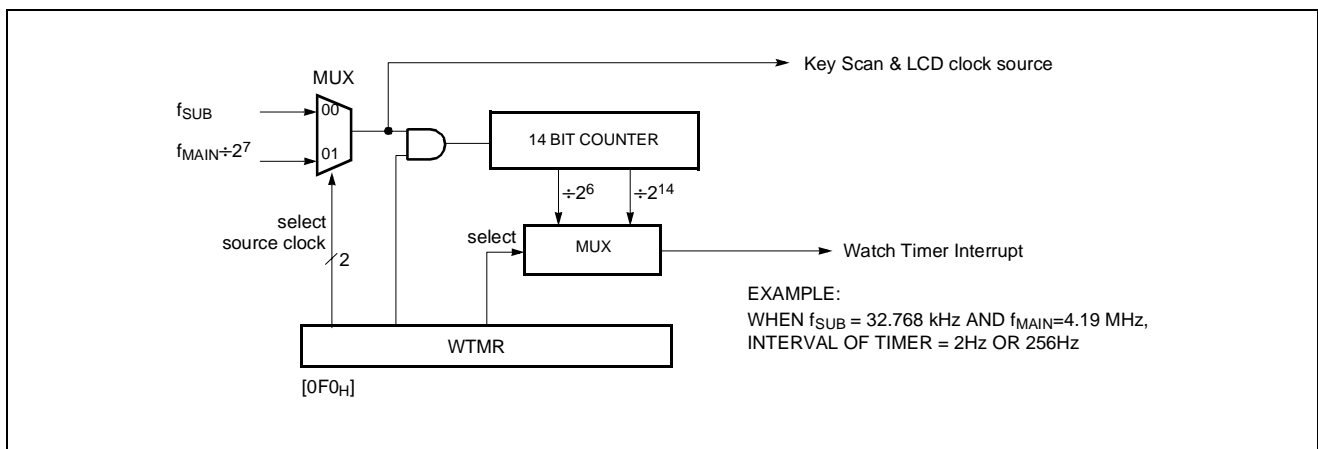 MUX
Key Scan & LCD clock source
fSUB
00
fMAIN÷2⁷
01
14 BIT COUNTER
÷2⁶
÷2¹⁴
select
source clock
2
select
MUX
Watch Timer Interrupt
EXAMPLE:
WHEN fSUB = 32.768 kHz AND fMAIN=4.19 MHz,
INTERVAL OF TIMER = 2Hz OR 256Hz
WTMR
[0F0H]